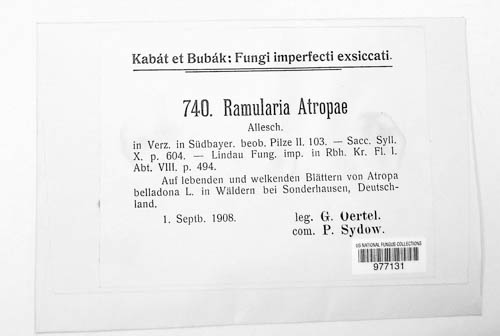 Kabát et Bubák: Fungi imperfecti exsiccati.
740. Ramularia Atropae
Allesch.
in Verz. in Südbayer. beob. Pilze II. 103. — Sacc. Syll.
X. p. 604. — Lindau Fung. imp. in Rbh. Kr. Fl. I.
Abt. VIII. p. 494.
Auf lebenden und welkenden Blättern von Atropa
belladona L. in Wäldern bei Sonderhausen, Deutsch-
land.
1. Septb. 1908.
leg. G. Oertel.
com. P. Sydow.
US NATIONAL FUNGUS COLLECTIONS
977131